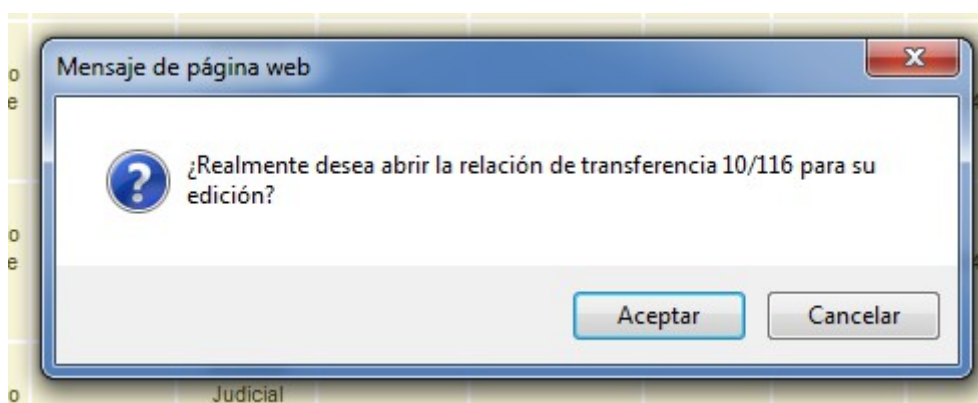 Mensaje de página web
¿Realmente desea abrir la relación de transferencia 10/116 para su
edición?
Aceptar
Cancelar
Judicial